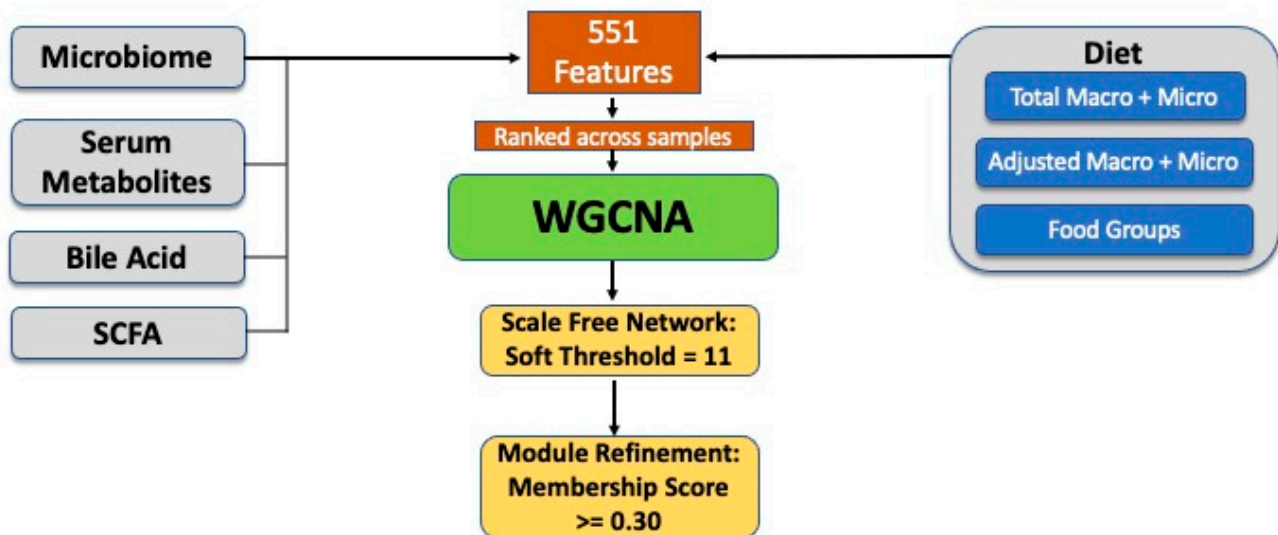 Microbiome
Serum
Metabolites
Bile Acid
SCFA
551
Features
Ranked across samples
WGCNA
Scale Free Network:
Soft Threshold = 11
Module Refinement:
Membership Score
>= 0.30
Diet
Total Macro + Micro
Adjusted Macro + Micro
Food Groups